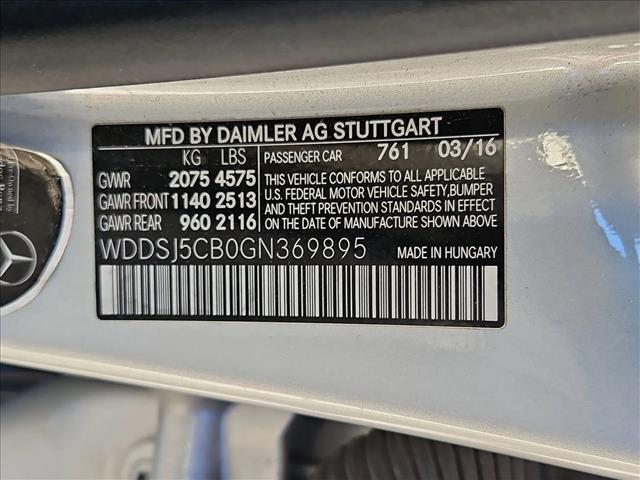 MFD BY DAIMLER AG STUTTGART
KG LBS
GVWR 2075 4575
GAWR FRONT 1140 2513
GAWR REAR 960 2116
PASSENGER CAR 761 03/16
THIS VEHICLE CONFORMS TO ALL APPLICABLE
U.S. FEDERAL MOTOR VEHICLE SAFETY, BUMPER
AND THEFT PREVENTION STANDARDS IN EFFECT
ON THE DATE OF MANUFACTURE SHOWN ABOVE
WDDSJ5CB0GN369895
MADE IN HUNGARY